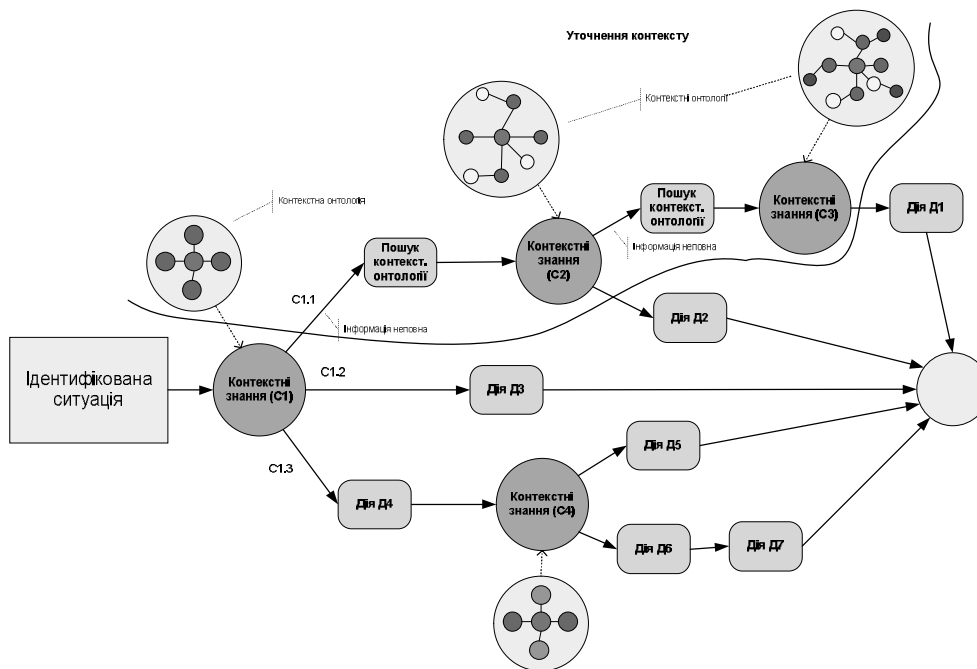 Уточнення контексту
Контекстні онтології
Контекстна онтологія
Пошук
контекст.
онтології
Контекстні
знання (С3)
Дія Д1
Пошук
контекст.
онтології
Контекстні
знання
(С2)
Інформація неповна
С1.1
Інформація неповна
Дія Д2
Ідентифікована
ситуація
Контекстні
знання (С1)
С1.2
Дія Д3
С1.3
Дія Д5
Дія Д4
Контекстні
знання (С4)
Дія Д6
Дія Д7